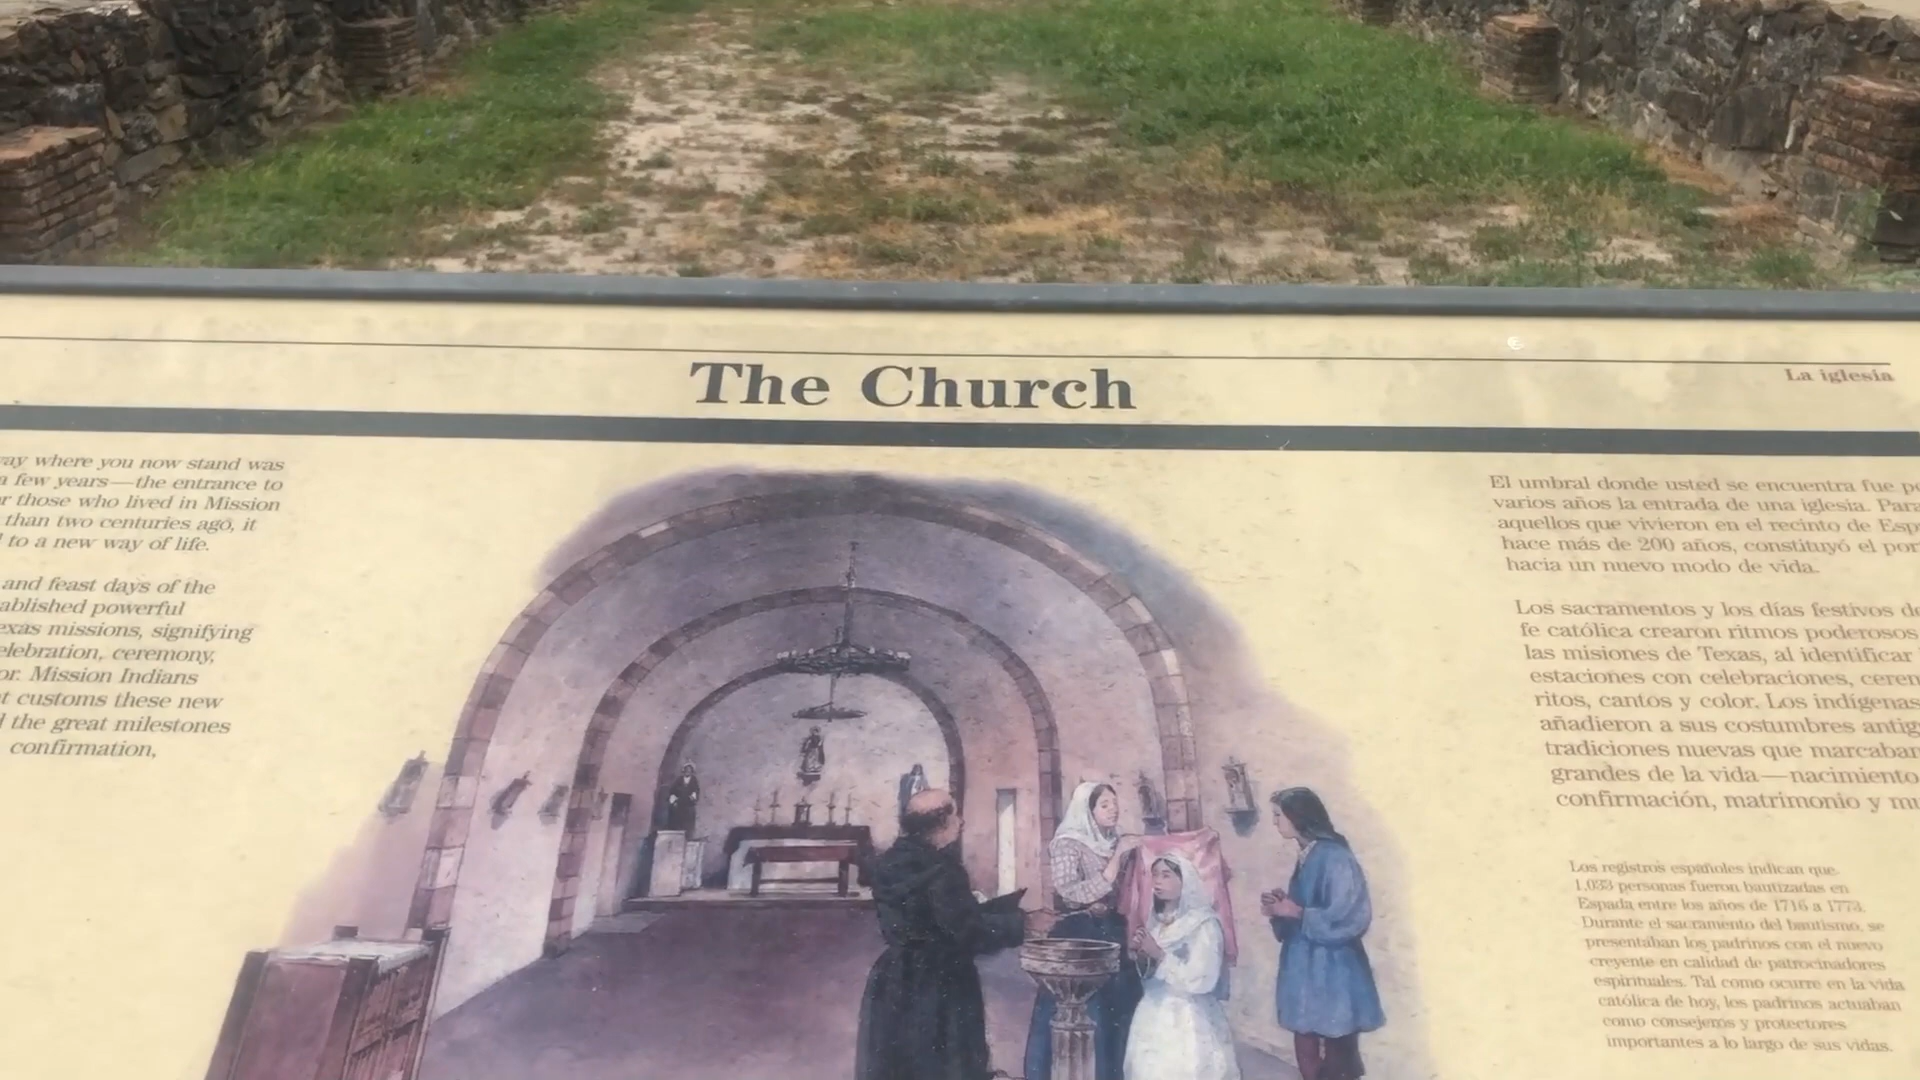 The Church
La iglesia
way where you now stand was
a few years—the entrance to
r those who lived in Mission
than two centuries ago, it
to a new way of life.
and feast days of the
ablished powerful
exas missions, signifying
elebration, ceremony,
or. Mission Indians
t customs these new
the great milestones
confirmation,
El umbral donde usted se encuentra fue po
varios años la entrada de una iglesia. Para
aquellos que vivieron en el recinto de Esp
hace más de 200 años, constituyó el por
hacia un nuevo modo de vida.
Los sacramentos y los días festivos de
fe católica crearon ritmos poderosos
las misiones de Texas, al identificar
estaciones con celebraciones, ceren
ritos, cantos y color. Los indígenas
añadieron a sus costumbres antig
tradiciones nuevas que marcaban
grandes de la vida—nacimiento
confirmación, matrimonio y mu
Los registros españoles indican que
1,033 personas fueron bautizadas en
Espada entre los años de 1716 a 1773.
Durante el sacramento del bautismo, se
presentaban los padrinos con el nuevo
creyente en calidad de patrocinadores
espirituales. Tal como ocurre en la vida
católica de hoy, los padrinos actuaban
como consejeros y protectores
importantes a lo largo de sus vidas.